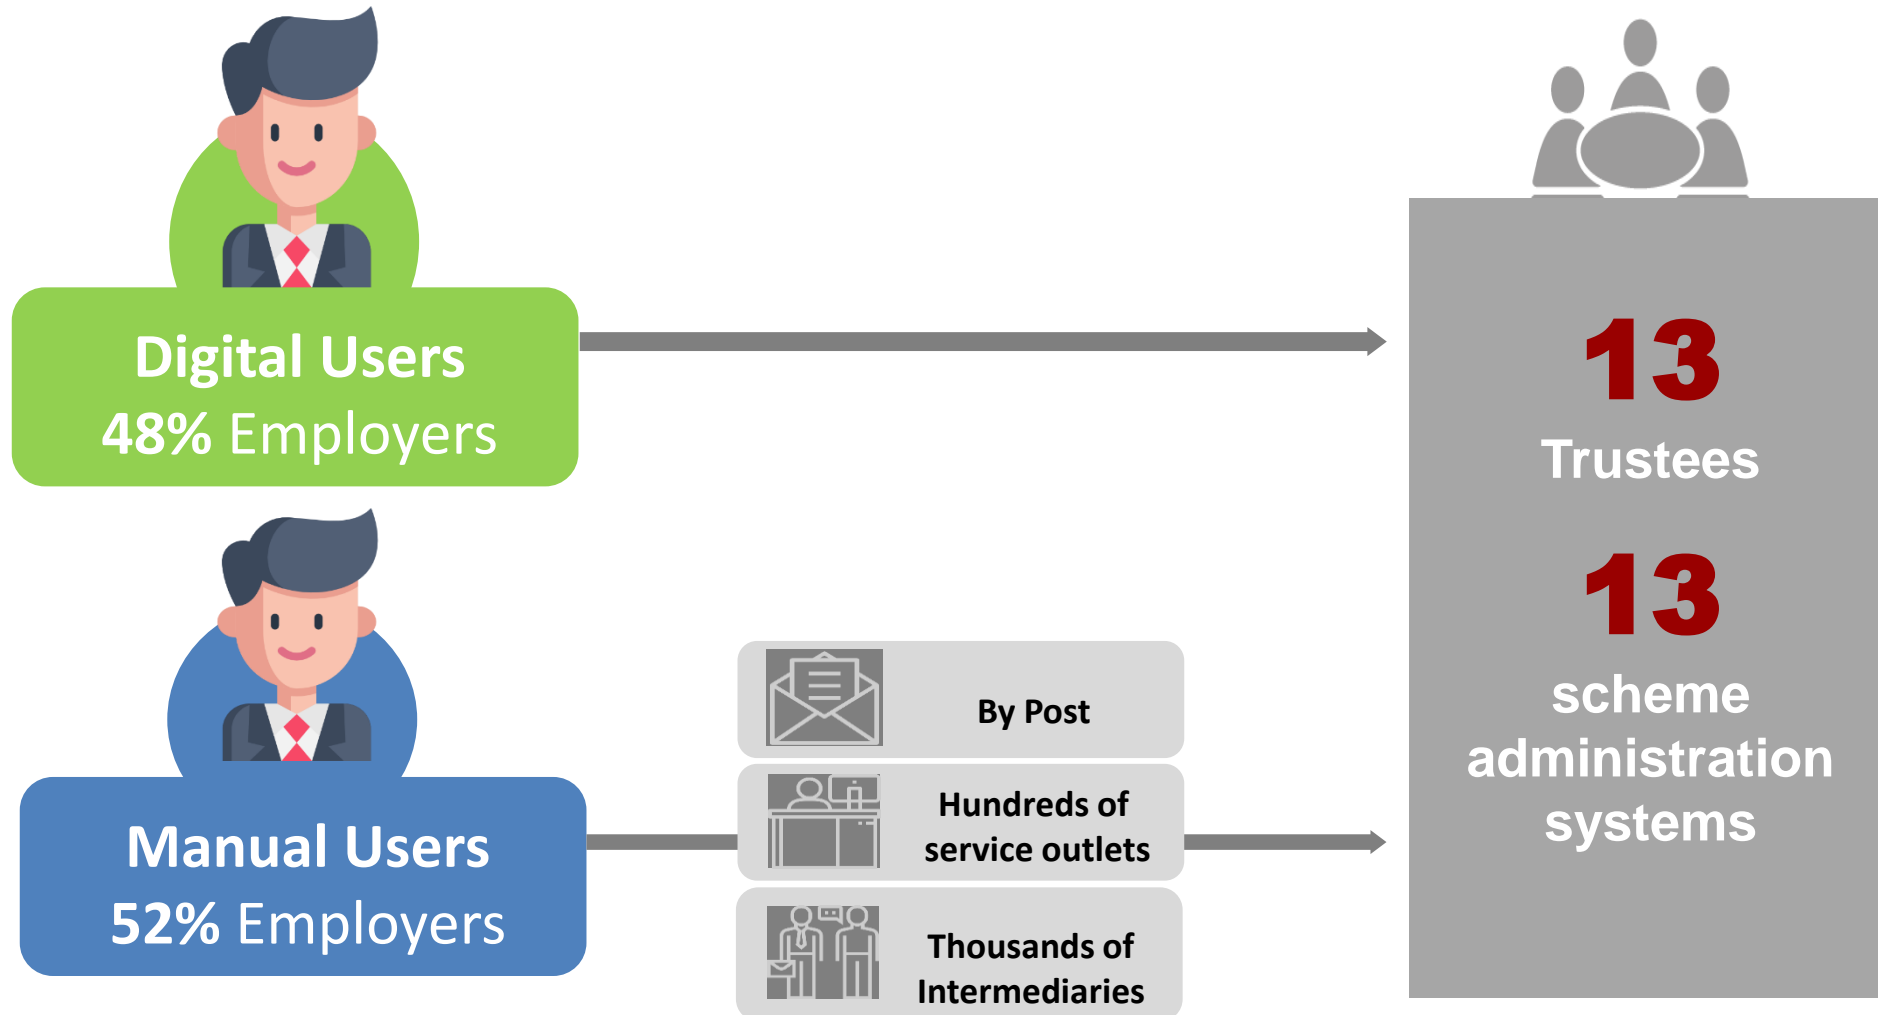 Digital Users
48% Employers
13
Trustees
13
scheme
administration
systems
Manual Users
52% Employers
By Post
Hundreds of
service outlets
Thousands of
Intermediaries